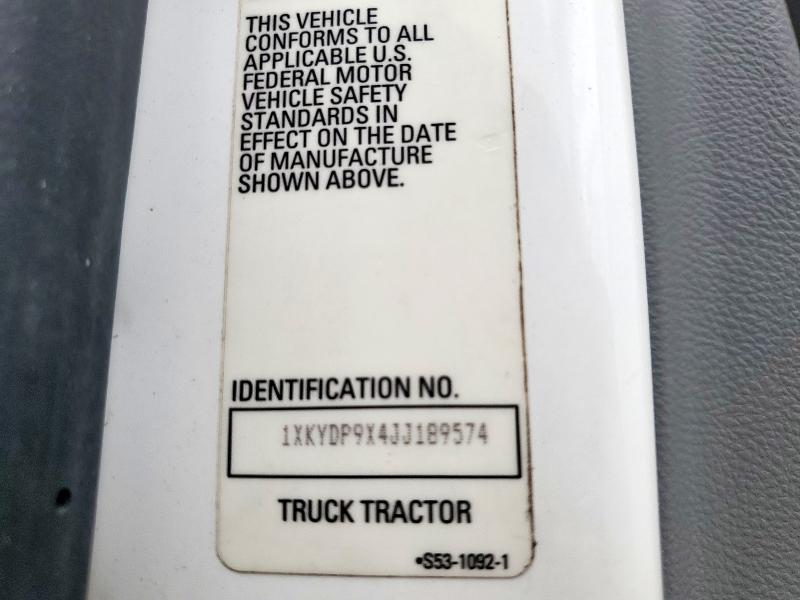 THIS VEHICLE
CONFORMS TO ALL
APPLICABLE U.S.
FEDERAL MOTOR
VEHICLE SAFETY
STANDARDS IN
EFFECT ON THE DATE
OF MANUFACTURE
SHOWN ABOVE.
IDENTIFICATION NO.
1XKYDP9X4JJ189574
TRUCK TRACTOR
•S53-1092-1